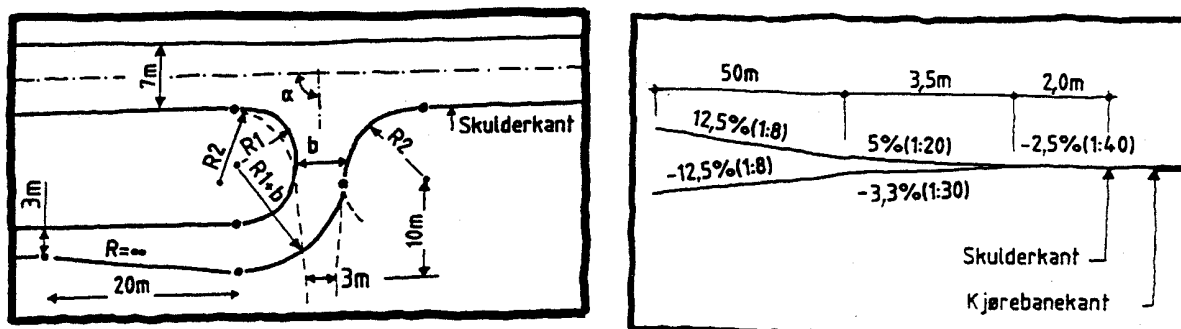 7m
α
Skulderkant
R2
R1
b
R2
R1+b
3m
10m
R=∞
20m
3m
50m 3,5m 2,0m
12,5%(1:8) 5%(1:20) -2,5%(1:40)
-12,5%(1:8) -3,3%(1:30)
Skulderkant
Kjørebanekant